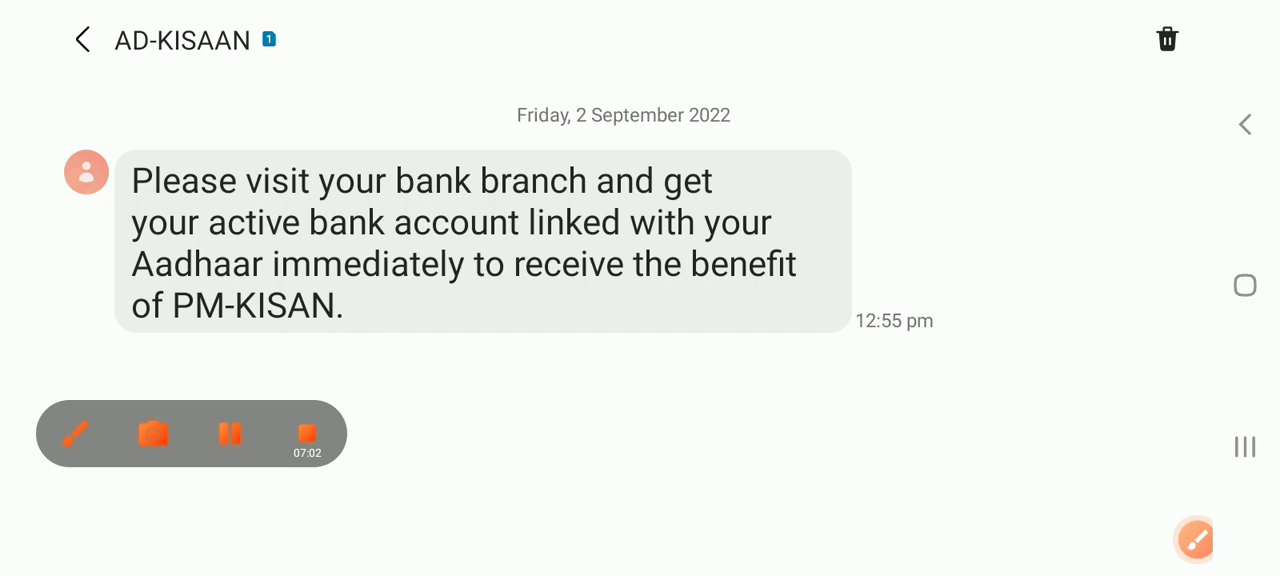 AD-KISAAN 1
Friday, 2 September 2022
Please visit your bank branch and get
your active bank account linked with your
Aadhaar immediately to receive the benefit
of PM-KISAN.
12:55 pm
07:02